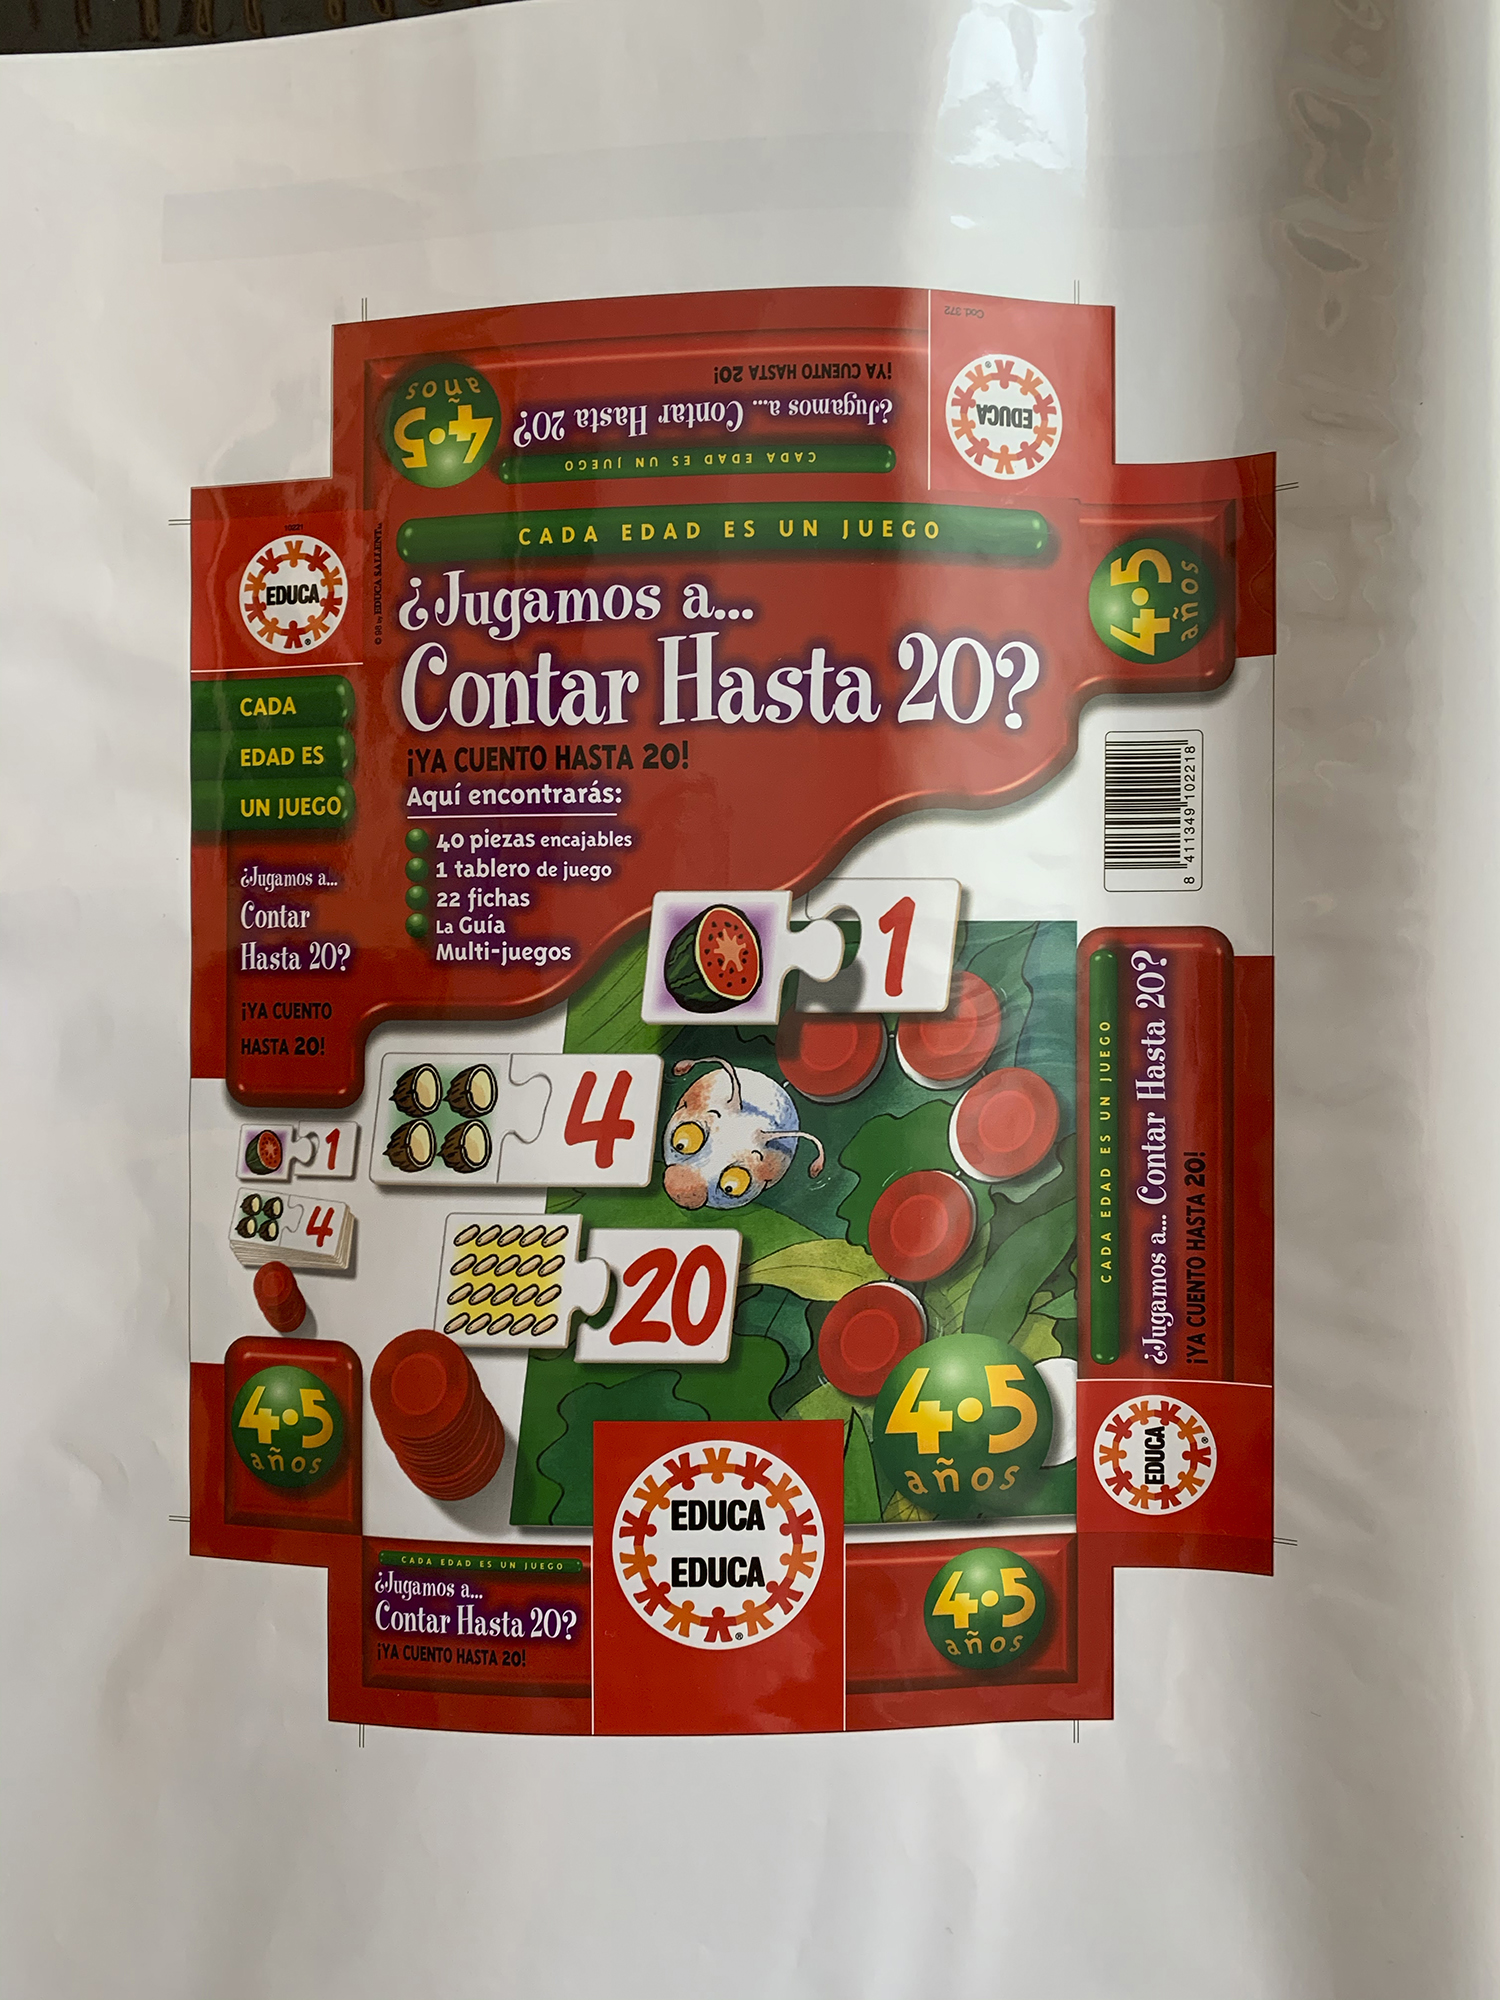 Cod. 372
EDUCA
¡YA CUENTO HASTA 20!
¿Jugamos a... Contar Hasta 20?
CADA EDAD ES UN JUEGO
4•5
años
10221
EDUCA
®
© 98 by EDUCA SALLENT
CADA EDAD ES UN JUEGO
4•5
años
¿Jugamos a...
Contar Hasta 20?
¡YA CUENTO HASTA 20!
Aquí encontrarás:
40 piezas encajables
1 tablero de juego
22 fichas
La Guía
Multi-juegos
CADA
EDAD ES
UN JUEGO
¿Jugamos a...
Contar
Hasta 20?
¡YA CUENTO
HASTA 20!
8 411349 102218
1
4
20
1
4
4•5
años
4•5
años
CADA EDAD ES UN JUEGO
¿Jugamos a... Contar Hasta 20?
¡YA CUENTO HASTA 20!
EDUCA
®
EDUCA
EDUCA
®
CADA EDAD ES UN JUEGO
¿Jugamos a...
Contar Hasta 20?
¡YA CUENTO HASTA 20!
4•5
años